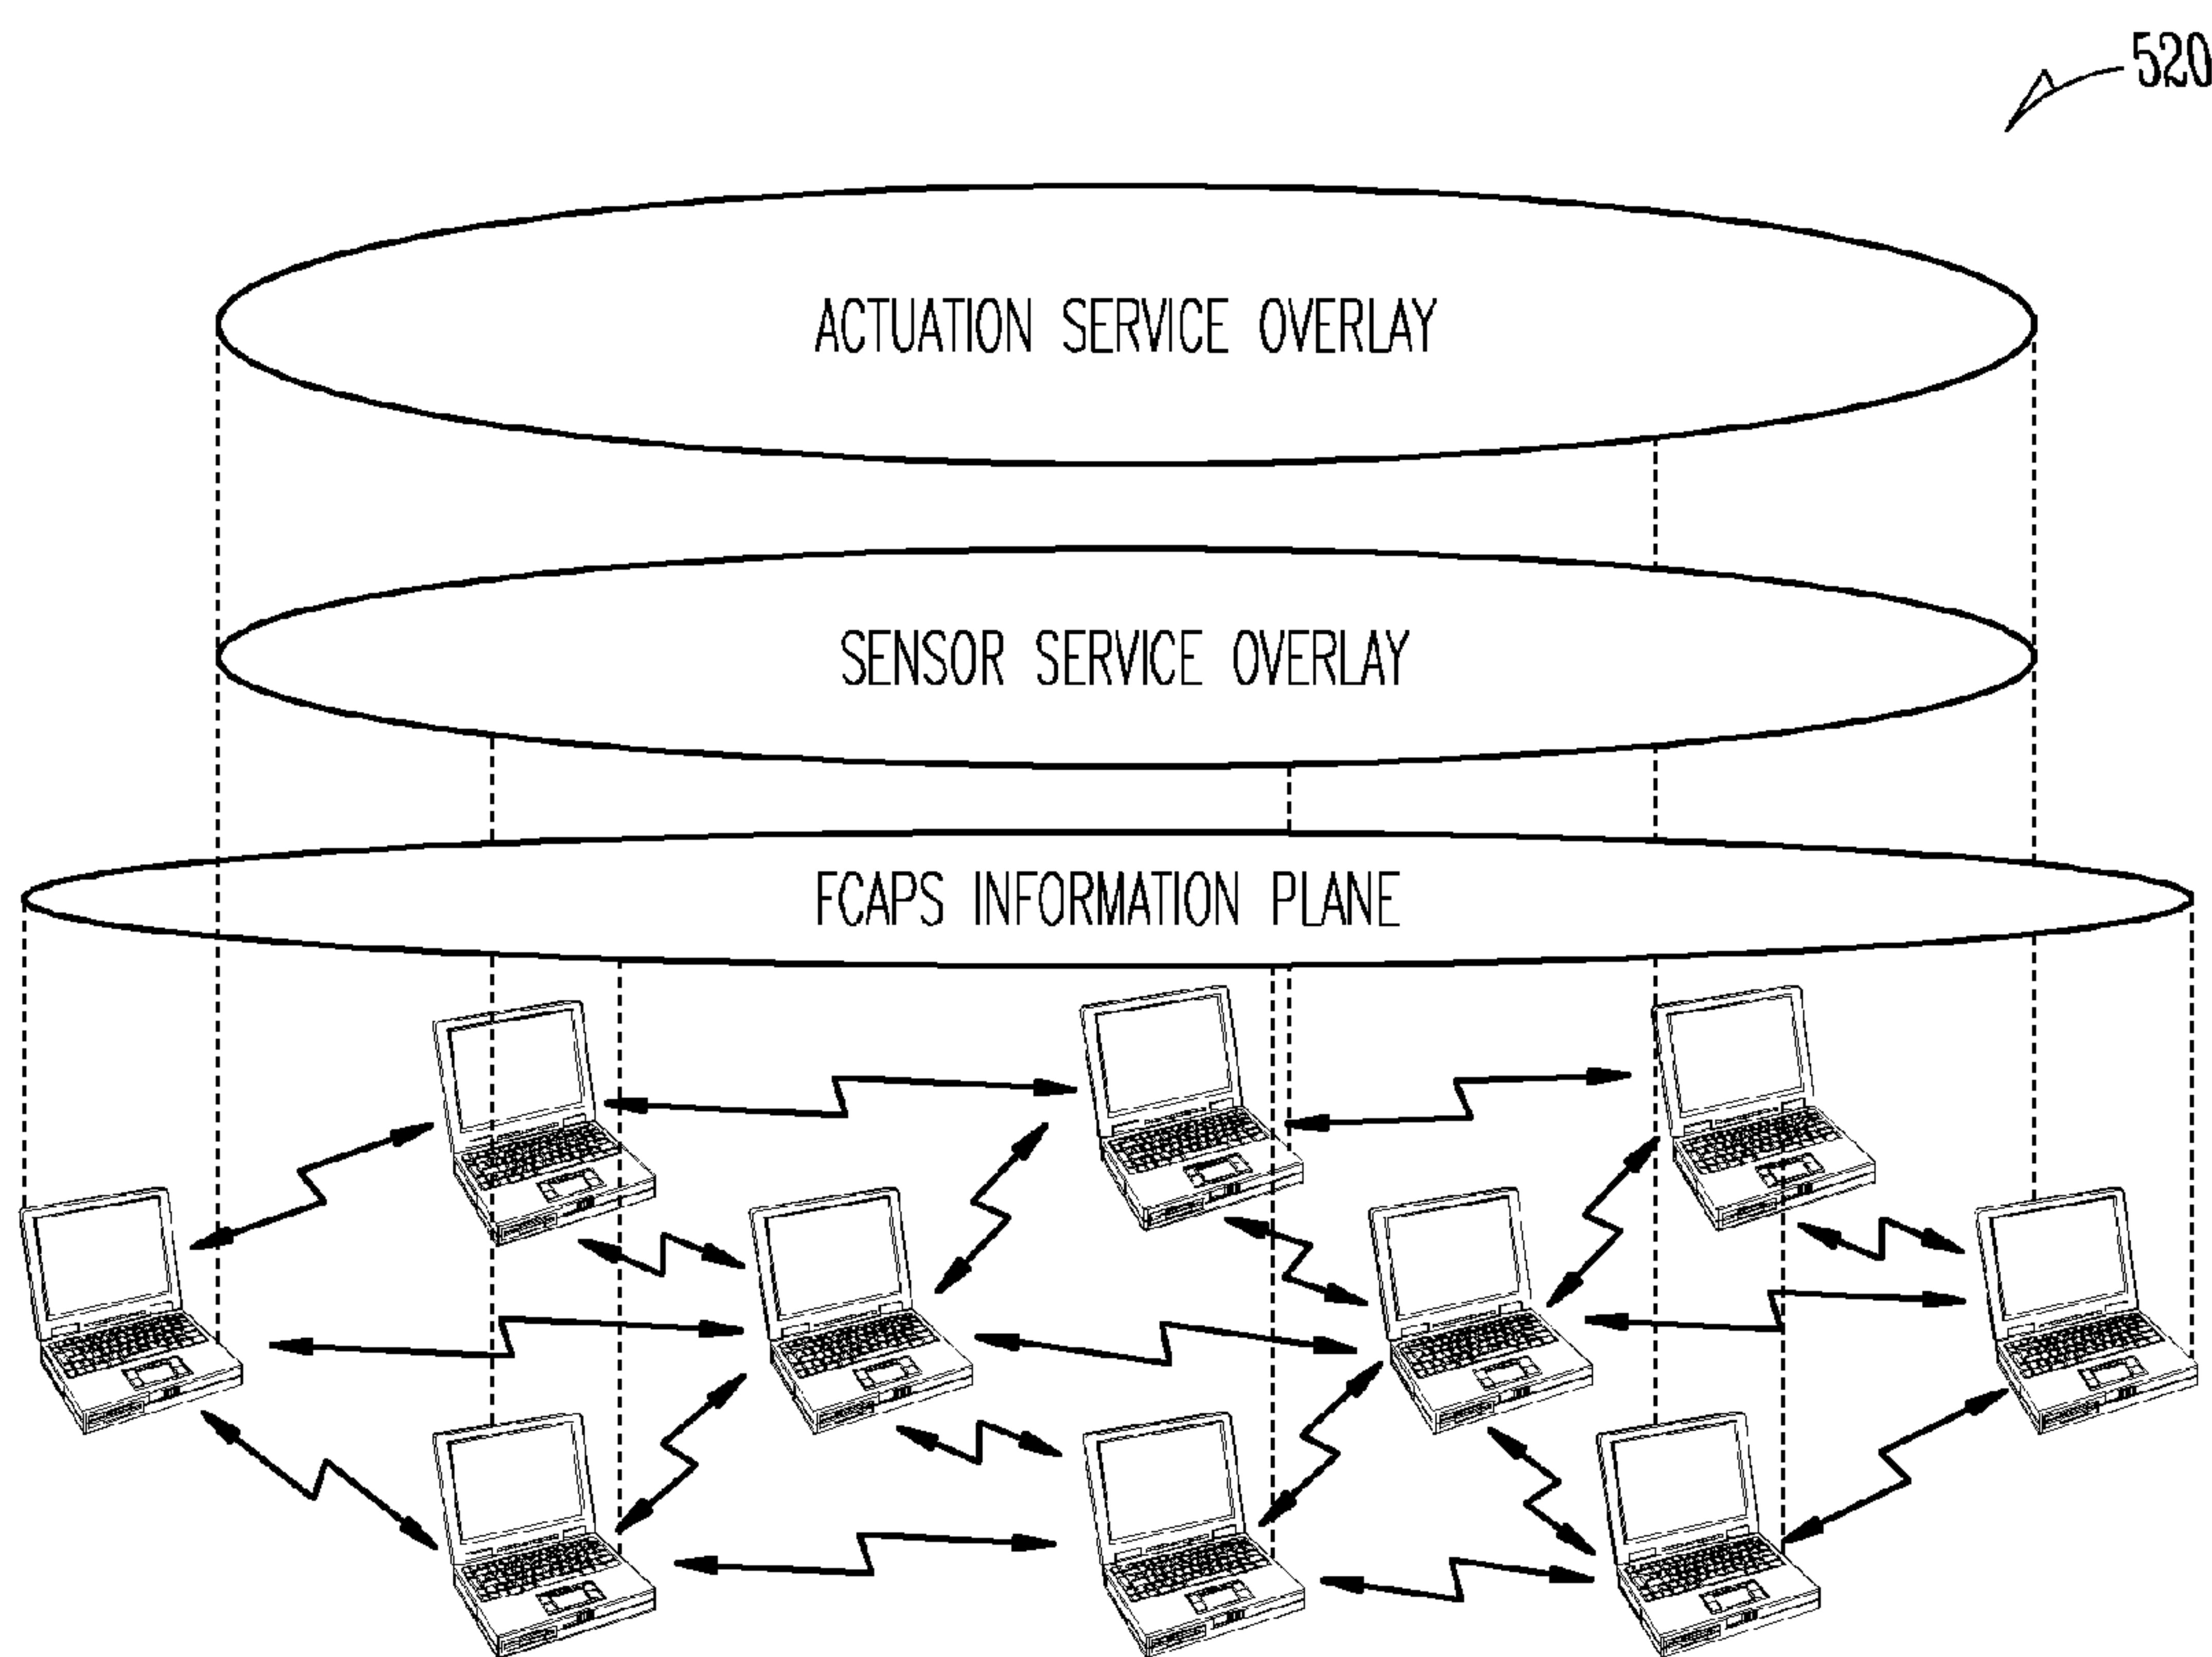 520
ACTUATION SERVICE OVERLAY
SENSOR SERVICE OVERLAY
FCAPS INFORMATION PLANE